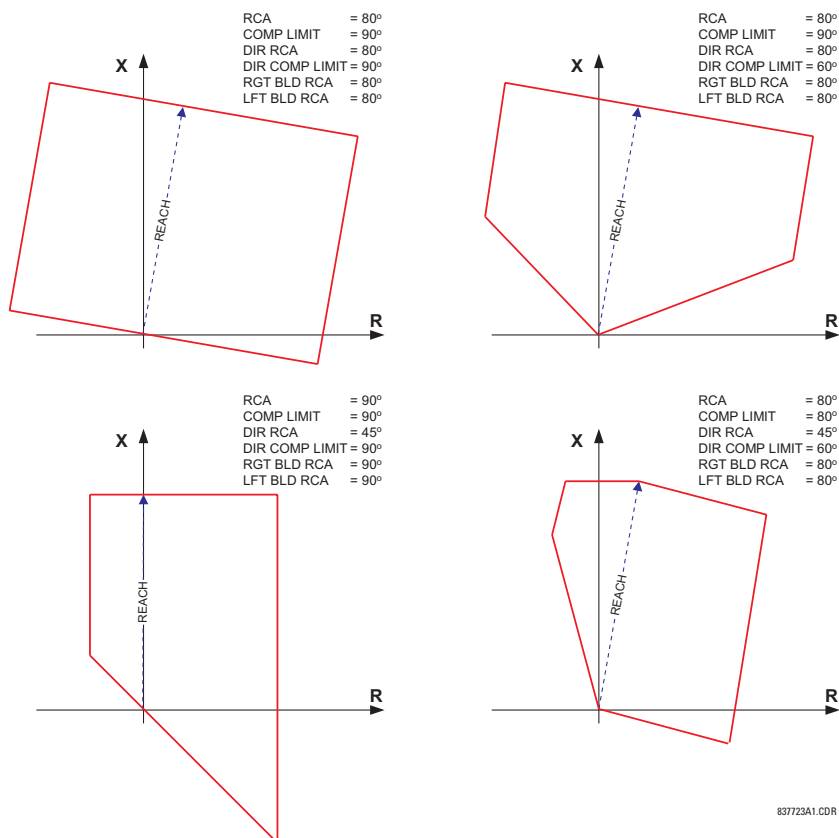 RCA = 80º
COMP LIMIT = 90º
DIR RCA = 80º
DIR COMP LIMIT = 90º
RGT BLD RCA = 80º
LFT BLD RCA = 80º
X
REACH
R
RCA = 80º
COMP LIMIT = 90º
DIR RCA = 80º
DIR COMP LIMIT = 60º
RGT BLD RCA = 80º
LFT BLD RCA = 80º
X
REACH
R
RCA = 90º
COMP LIMIT = 90º
DIR RCA = 45º
DIR COMP LIMIT = 90º
RGT BLD RCA = 90º
LFT BLD RCA = 90º
X
REACH
R
RCA = 80º
COMP LIMIT = 80º
DIR RCA = 45º
DIR COMP LIMIT = 60º
RGT BLD RCA = 80º
LFT BLD RCA = 80º
X
REACH
R
837723A1.CDR